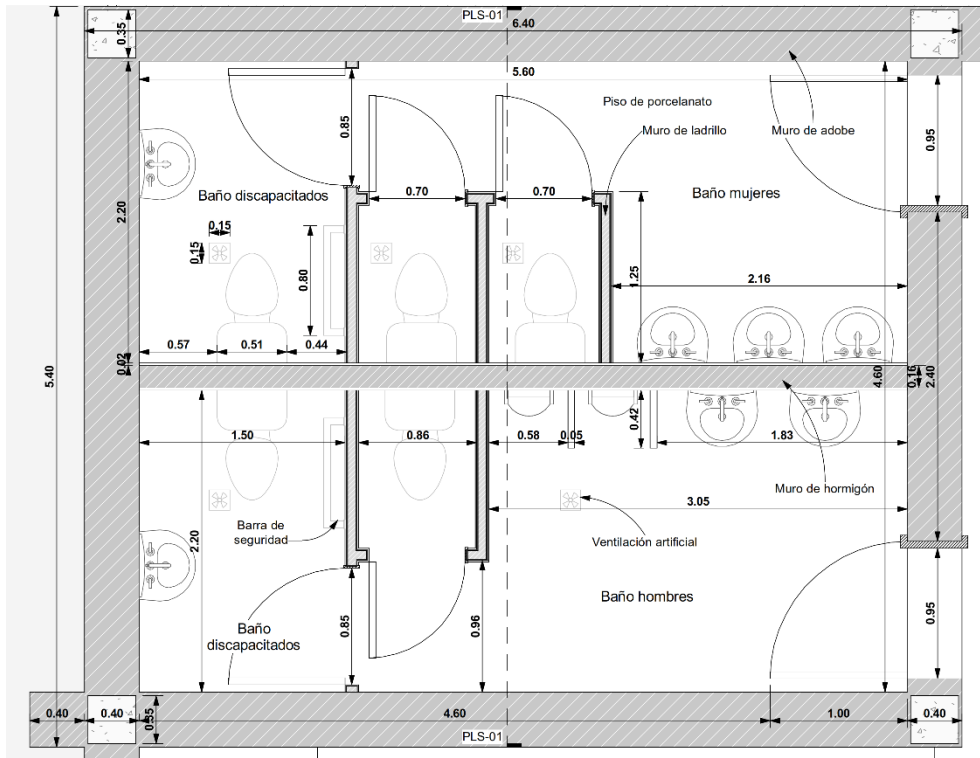 PLS-01
6.40
0.35
5.60
Piso de porcelanato
Muro de ladrillo
Muro de adobe
0.85
0.95
Baño discapacitados
0.70
0.70
Baño mujeres
2.20
0.15
0.15
0.80
1.25
2.16
0.57
0.51
0.44
0.02
5.40
4.60
0.16
2.40
1.50
0.86
0.58
0.05
0.42
1.83
Muro de hormigón
3.05
Barra de
seguridad
2.20
Ventilación artificial
Baño hombres
0.85
0.96
0.95
Baño
discapacitados
0.40
0.40
0.35
4.60
1.00
0.40
PLS-01